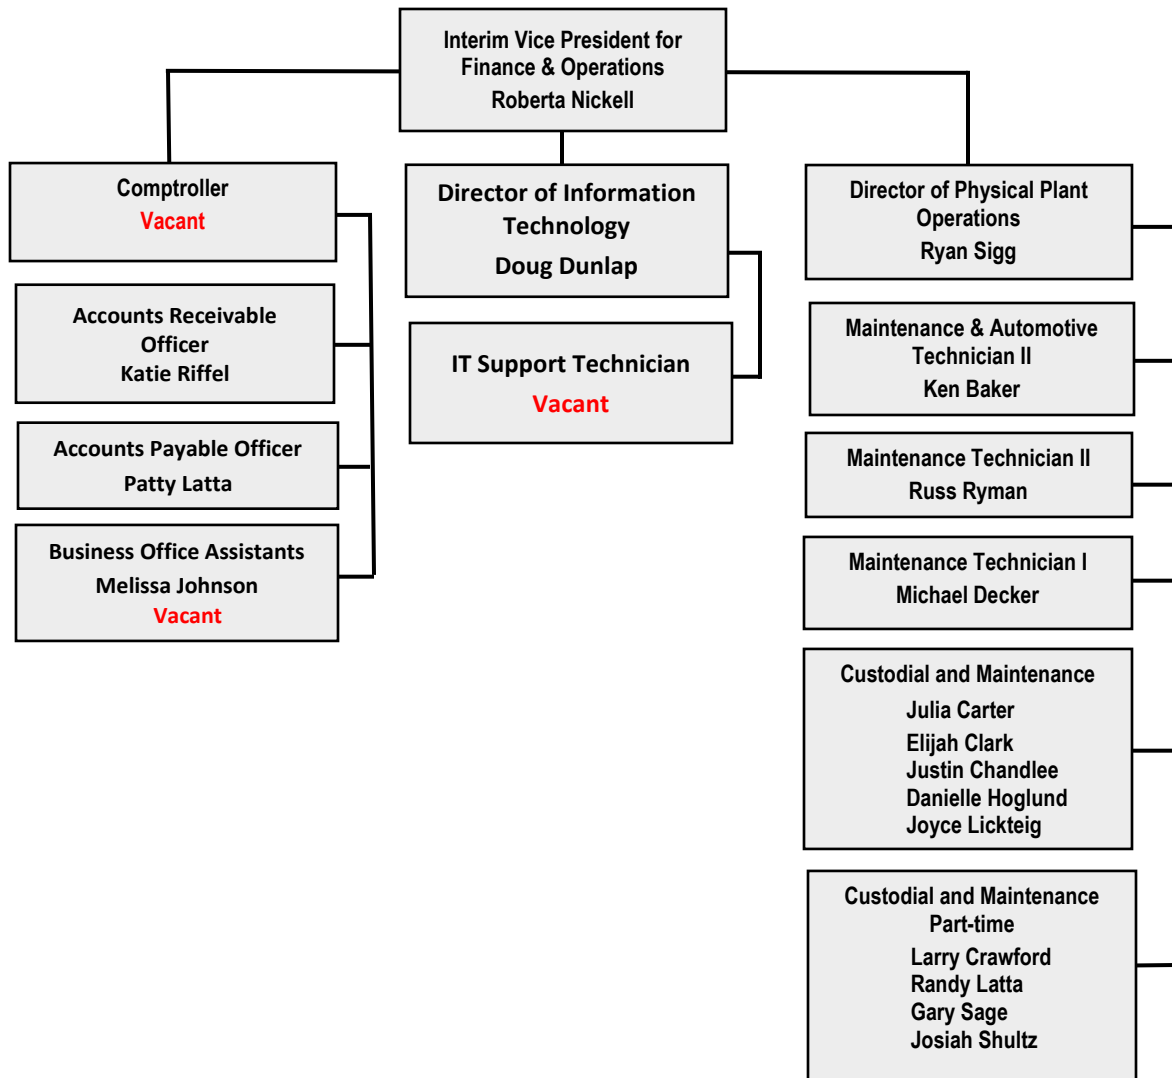 Interim Vice President for
Finance & Operations
Roberta Nickell
Comptroller
Vacant
Accounts Receivable
Officer
Katie Riffel
Accounts Payable Officer
Patty Latta
Business Office Assistants
Melissa Johnson
Vacant
Director of Information
Technology
Doug Dunlap
IT Support Technician
Vacant
Director of Physical Plant
Operations
Ryan Sigg
Maintenance & Automotive
Technician II
Ken Baker
Maintenance Technician II
Russ Ryman
Maintenance Technician I
Michael Decker
Custodial and Maintenance
Julia Carter
Elijah Clark
Justin Chandlee
Danielle Hoglund
Joyce Lickteig
Custodial and Maintenance
Part-time
Larry Crawford
Randy Latta
Gary Sage
Josiah Shultz